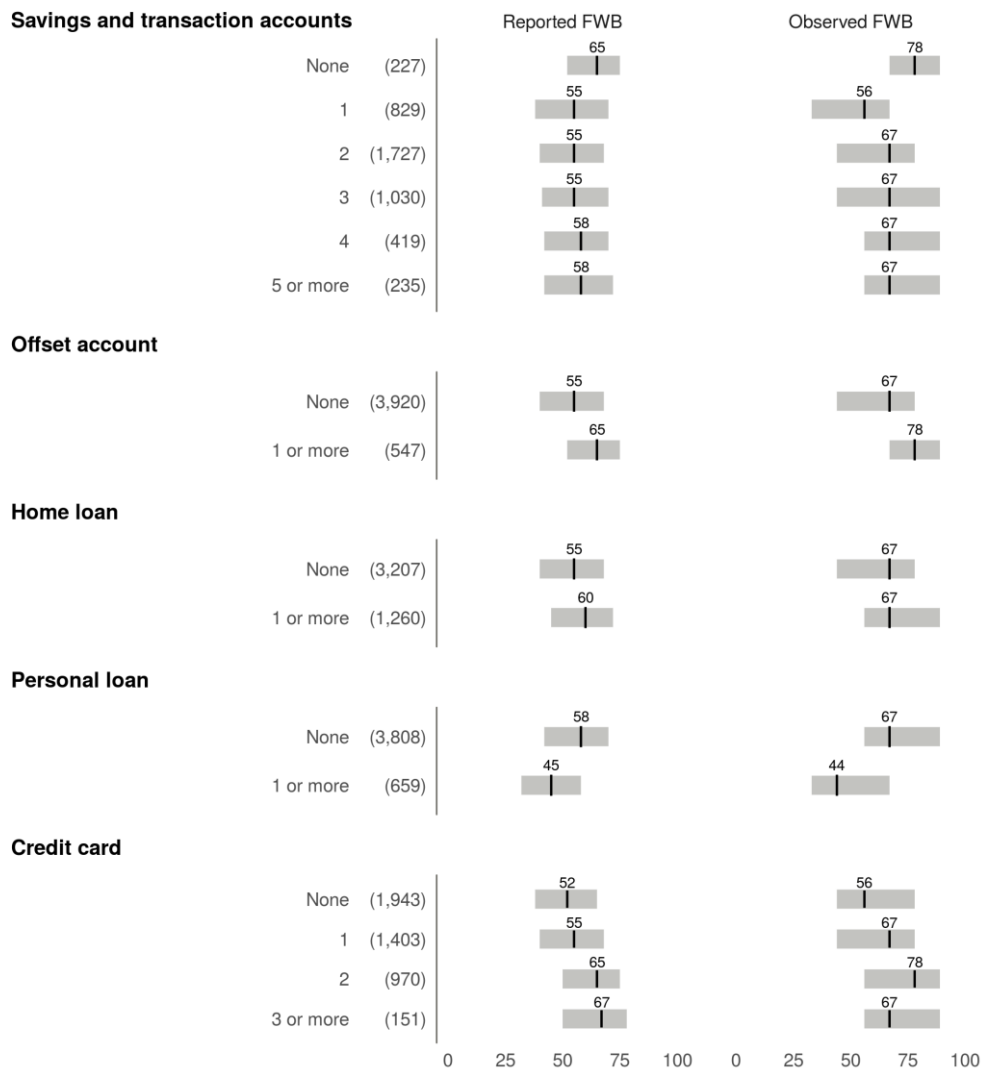 Savings and transaction accounts Reported FWB Observed FWB
None (227) 65 78
1 (829) 55 56
2 (1,727) 55 67
3 (1,030) 55 67
4 (419) 58 67
5 or more (235) 58 67
Offset account
None (3,920) 55 67
1 or more (547) 65 78
Home loan
None (3,207) 55 67
1 or more (1,260) 60 67
Personal loan
None (3,808) 58 67
1 or more (659) 45 44
Credit card
None (1,943) 52 56
1 (1,403) 55 67
2 (970) 65 78
3 or more (151) 67 67
0 25 50 75 100 0 25 50 75 100